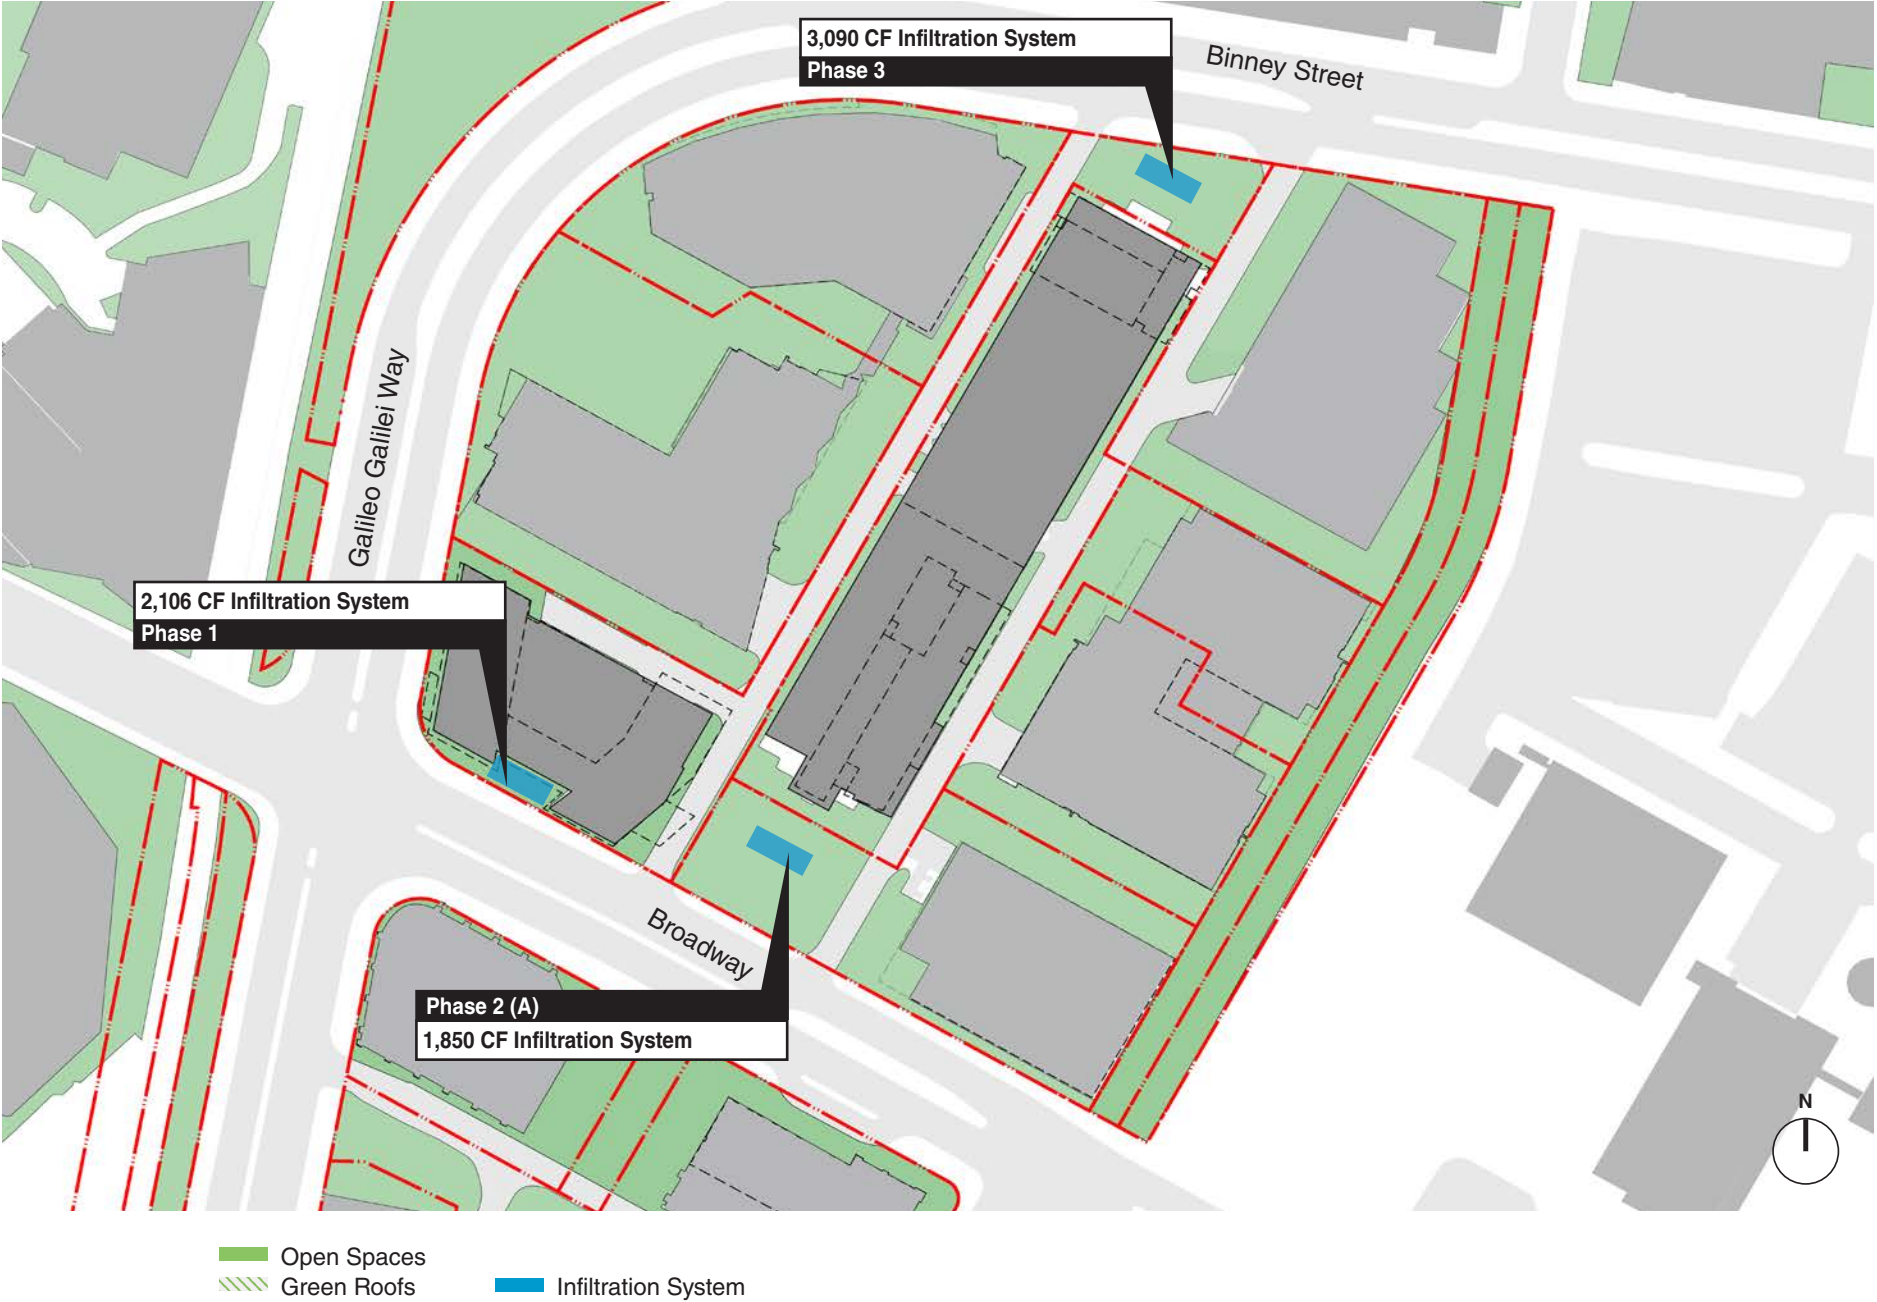 3,090 CF Infiltration System
Phase 3
Binney Street
Galileo Galilei Way
2,106 CF Infiltration System
Phase 1
Broadway
Phase 2 (A)
1,850 CF Infiltration System
N
Open Spaces
Green Roofs
Infiltration System